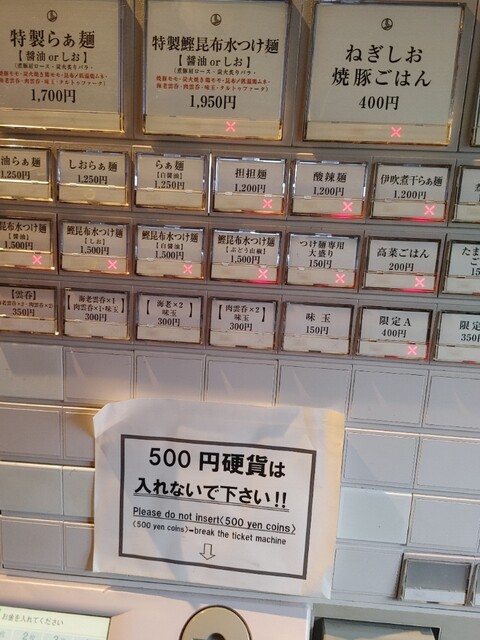 特製らぁ麺
【醤油 or しお】
1,700円
特製鰹昆布水つけ麺
【醤油 or しお】
1,950円
ねぎしお
焼豚ごはん
400円
油らぁ麺
1,250円
しおらぁ麺
1,250円
らぁ麺
【白醤油】
1,250円
担担麺
1,200円
酸辣麺
1,200円
伊吹煮干らぁ麺
1,200円
昆布水つけ麺
【醤油】
1,500円
鰹昆布水つけ麺
【しお】
1,500円
鰹昆布水つけ麺
【白醤油】
1,500円
鰹昆布水つけ麺
【ぶどう山椒】
1,500円
つけ麺専用
大盛り
150円
高菜ごはん
200円
たま
【雲呑】
350円
【海老雲呑×1
肉雲呑×1・味玉】
300円
【海老×2
味玉】
300円
【肉雲呑×2】
味玉
300円
味玉
150円
限定A
400円
限定
350
500円硬貨は
入れないで下さい!!
Please do not insert〈500 yen coins〉
〈500 yen coins〉=break the ticket machine
お金を入れてください